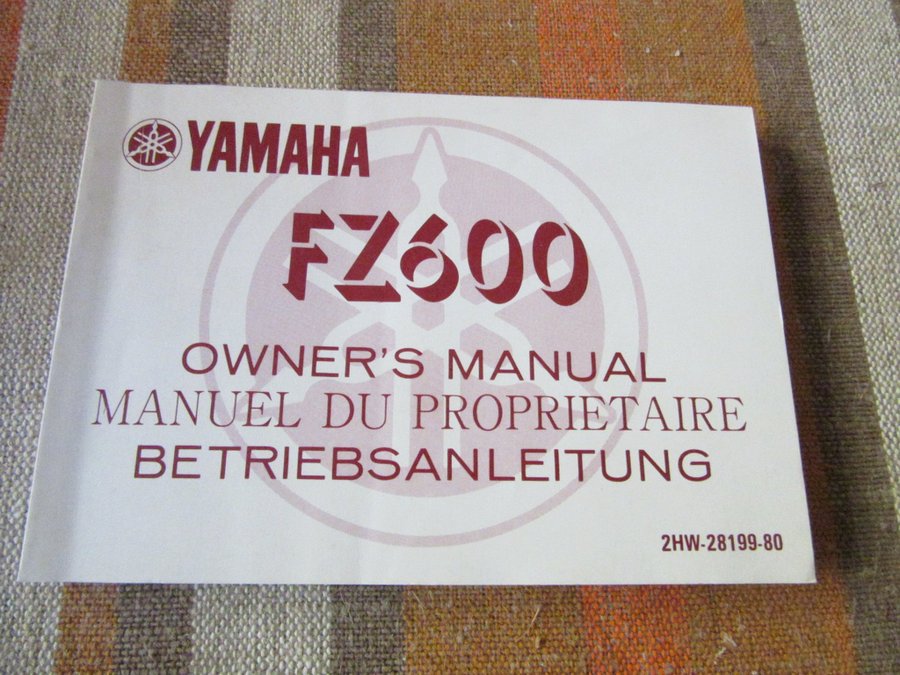 YAMAHA
FZ600
OWNER'S MANUAL
MANUEL DU PROPRIETAIRE
BETRIEBSANLEITUNG
2HW-28199-80